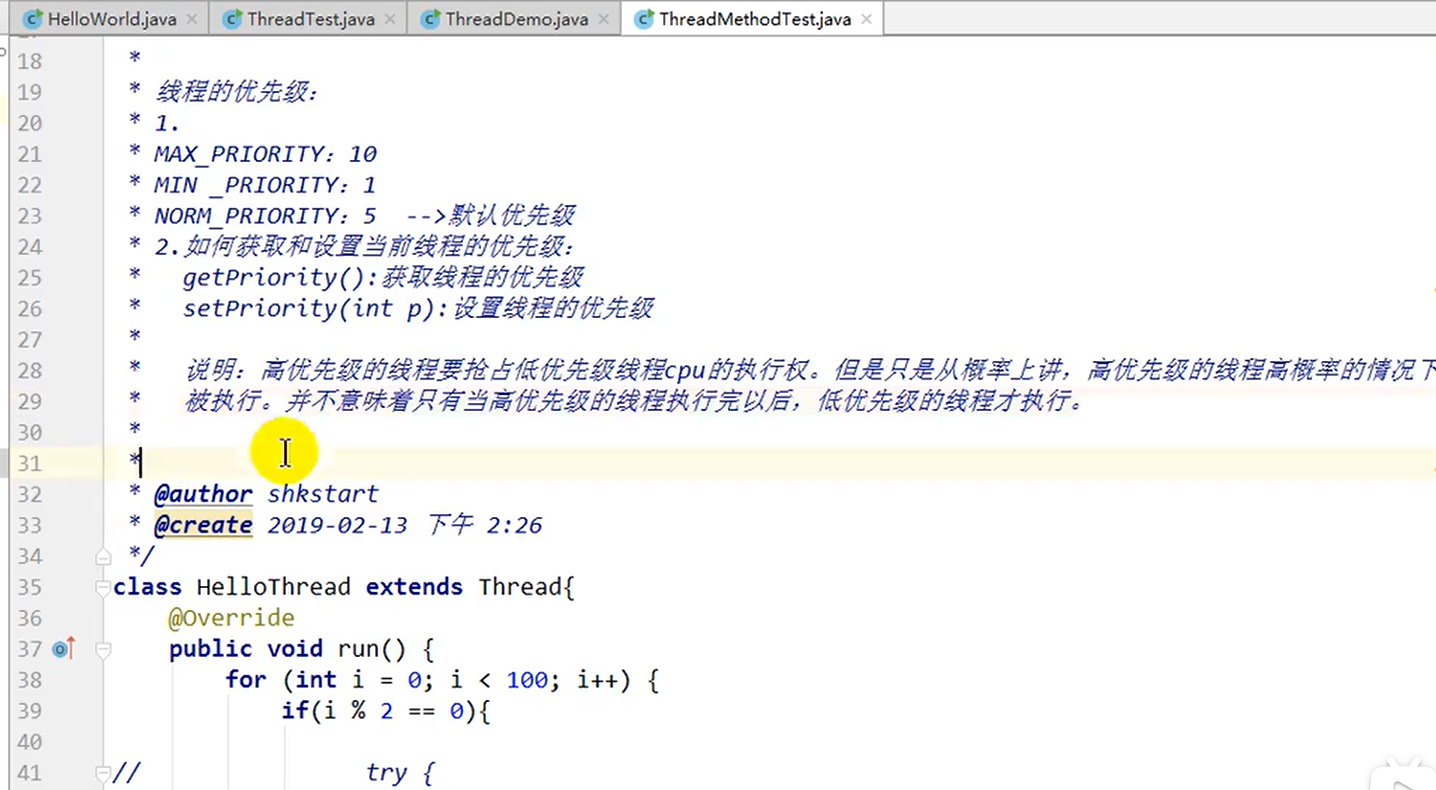 HelloWorld.java ThreadTest.java ThreadDemo.java ThreadMethodTest.java
18 *
19 * 线程的优先级：
20 * 1.
21 * MAX_PRIORITY：10
22 * MIN _PRIORITY：1
23 * NORM_PRIORITY：5 -->默认优先级
24 * 2.如何获取和设置当前线程的优先级：
25 * getPriority():获取线程的优先级
26 * setPriority(int p):设置线程的优先级
27 *
28 * 说明：高优先级的线程要抢占低优先级线程cpu的执行权。但是只是从概率上讲，高优先级的线程高概率的情况下
29 * 被执行。并不意味着只有当高优先级的线程执行完以后，低优先级的线程才执行。
30 *
31 *
32 * @author shkstart
33 * @create 2019-02-13 下午 2:26
34 */
35 class HelloThread extends Thread{
36 @Override
37 public void run() {
38 for (int i = 0; i < 100; i++) {
39 if(i % 2 == 0){
40
41 // try {